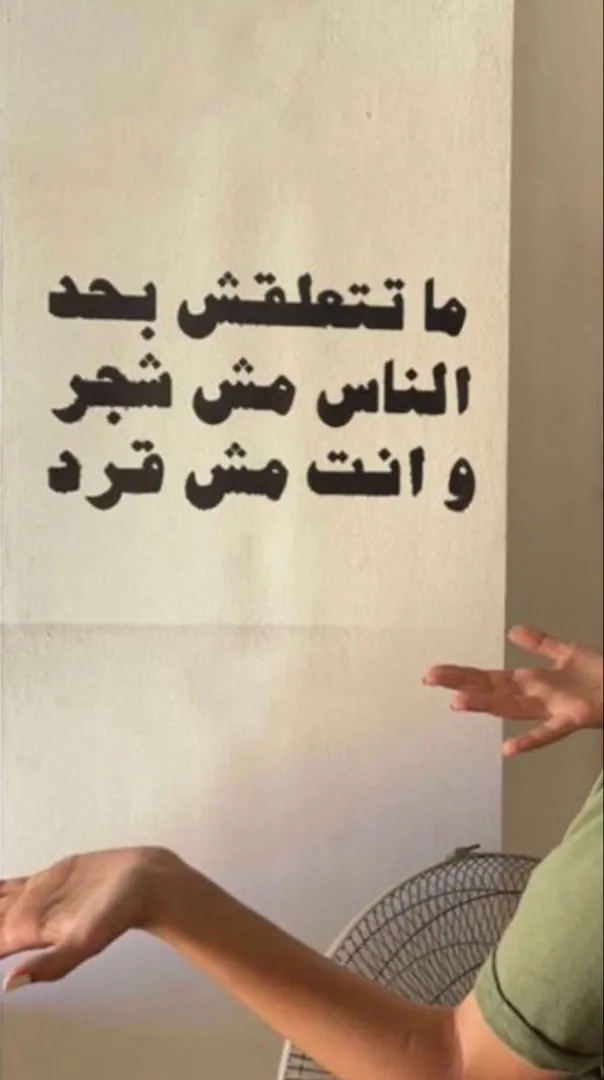 ما تتعلقش بحد
الناس مش شجر
و انت مش قرد